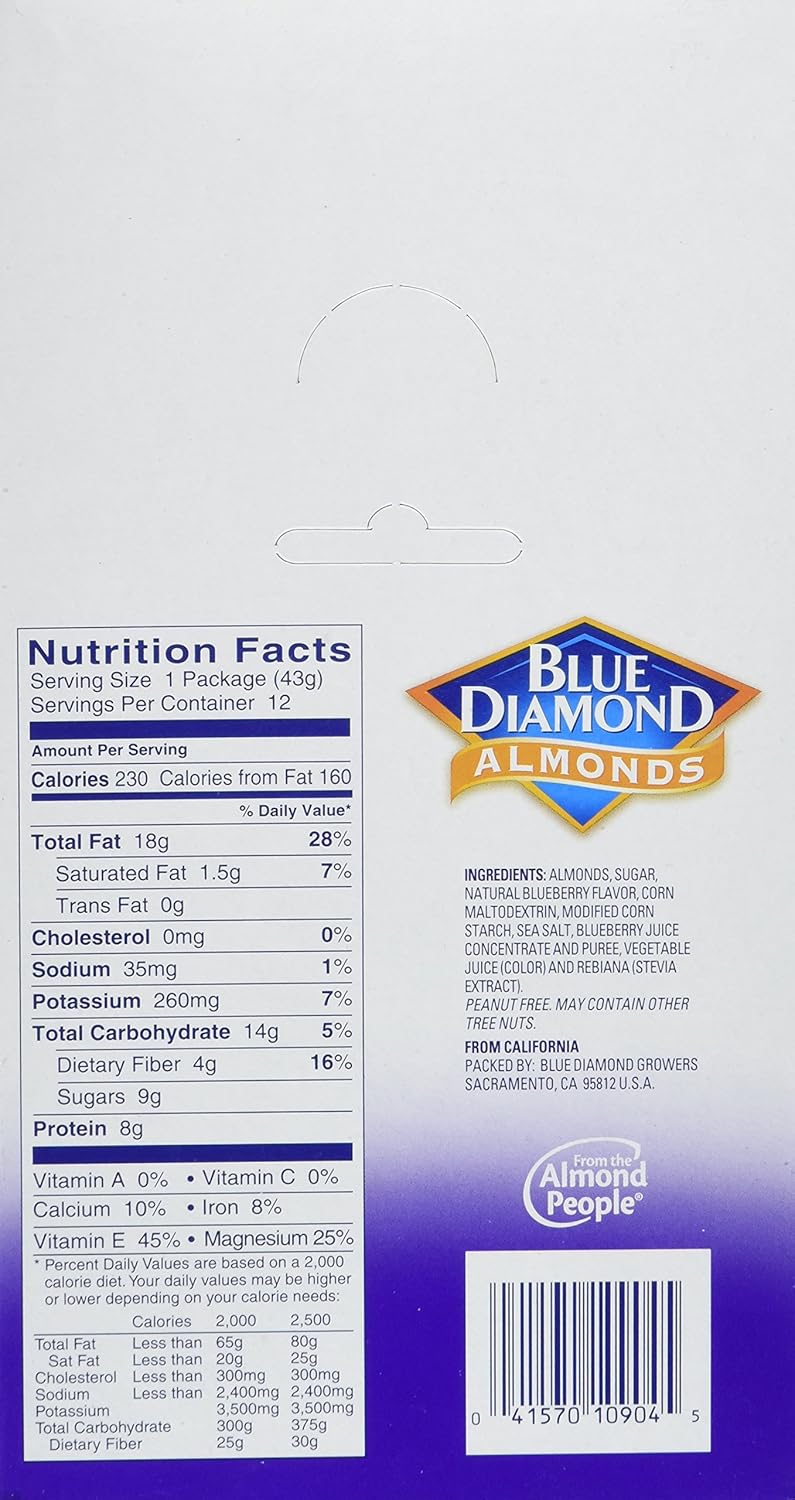 Nutrition Facts
Serving Size 1 Package (43g)
Servings Per Container 12
Amount Per Serving
Calories 230 Calories from Fat 160
% Daily Value*
Total Fat 18g 28%
Saturated Fat 1.5g 7%
Trans Fat 0g
Cholesterol 0mg 0%
Sodium 35mg 1%
Potassium 260mg 7%
Total Carbohydrate 14g 5%
Dietary Fiber 4g 16%
Sugars 9g
Protein 8g
Vitamin A 0% • Vitamin C 0%
Calcium 10% • Iron 8%
Vitamin E 45% • Magnesium 25%
* Percent Daily Values are based on a 2,000
calorie diet. Your daily values may be higher
or lower depending on your calorie needs:
Calories 2,000 2,500
Total Fat Less than 65g 80g
Sat Fat Less than 20g 25g
Cholesterol Less than 300mg 300mg
Sodium Less than 2,400mg 2,400mg
Potassium 3,500mg 3,500mg
Total Carbohydrate 300g 375g
Dietary Fiber 25g 30g
BLUE
DIAMOND
ALMONDS
INGREDIENTS: ALMONDS, SUGAR,
NATURAL BLUEBERRY FLAVOR, CORN
MALTODEXTRIN, MODIFIED CORN
STARCH, SEA SALT, BLUEBERRY JUICE
CONCENTRATE AND PUREE, VEGETABLE
JUICE (COLOR) AND REBIANA (STEVIA
EXTRACT).
PEANUT FREE. MAY CONTAIN OTHER
TREE NUTS.
FROM CALIFORNIA
PACKED BY: BLUE DIAMOND GROWERS
SACRAMENTO, CA 95812 U.S.A.
From the
Almond
People®
0 41570 10904 5